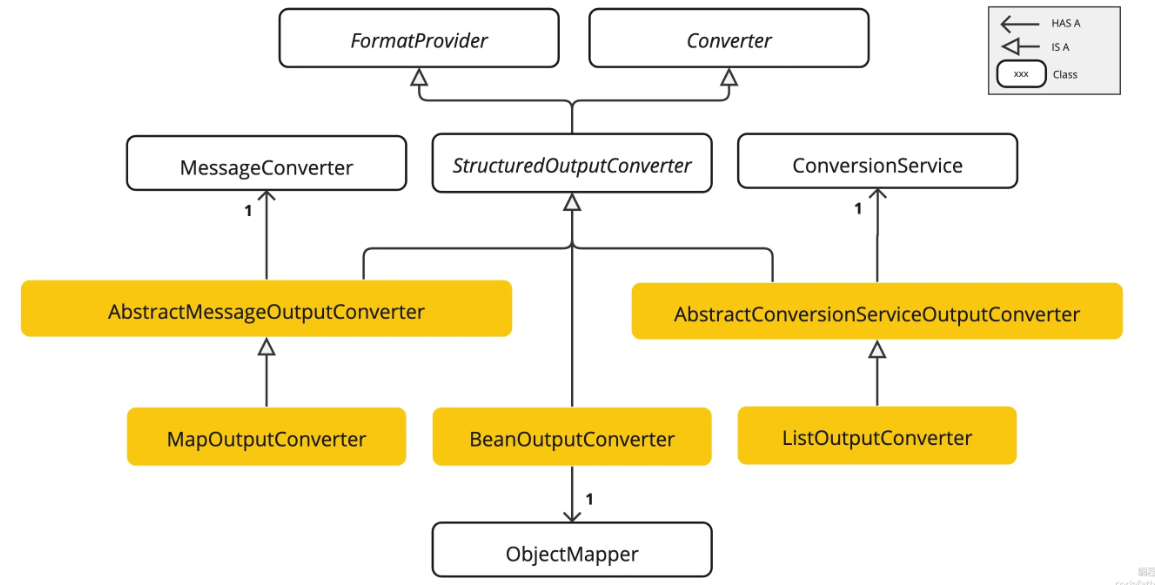 FormatProvider
Converter
HAS A
IS A
xxx
Class
MessageConverter
StructuredOutputConverter
ConversionService
1
1
AbstractMessageOutputConverter
AbstractConversionServiceOutputConverter
MapOutputConverter
BeanOutputConverter
ListOutputConverter
1
ObjectMapper